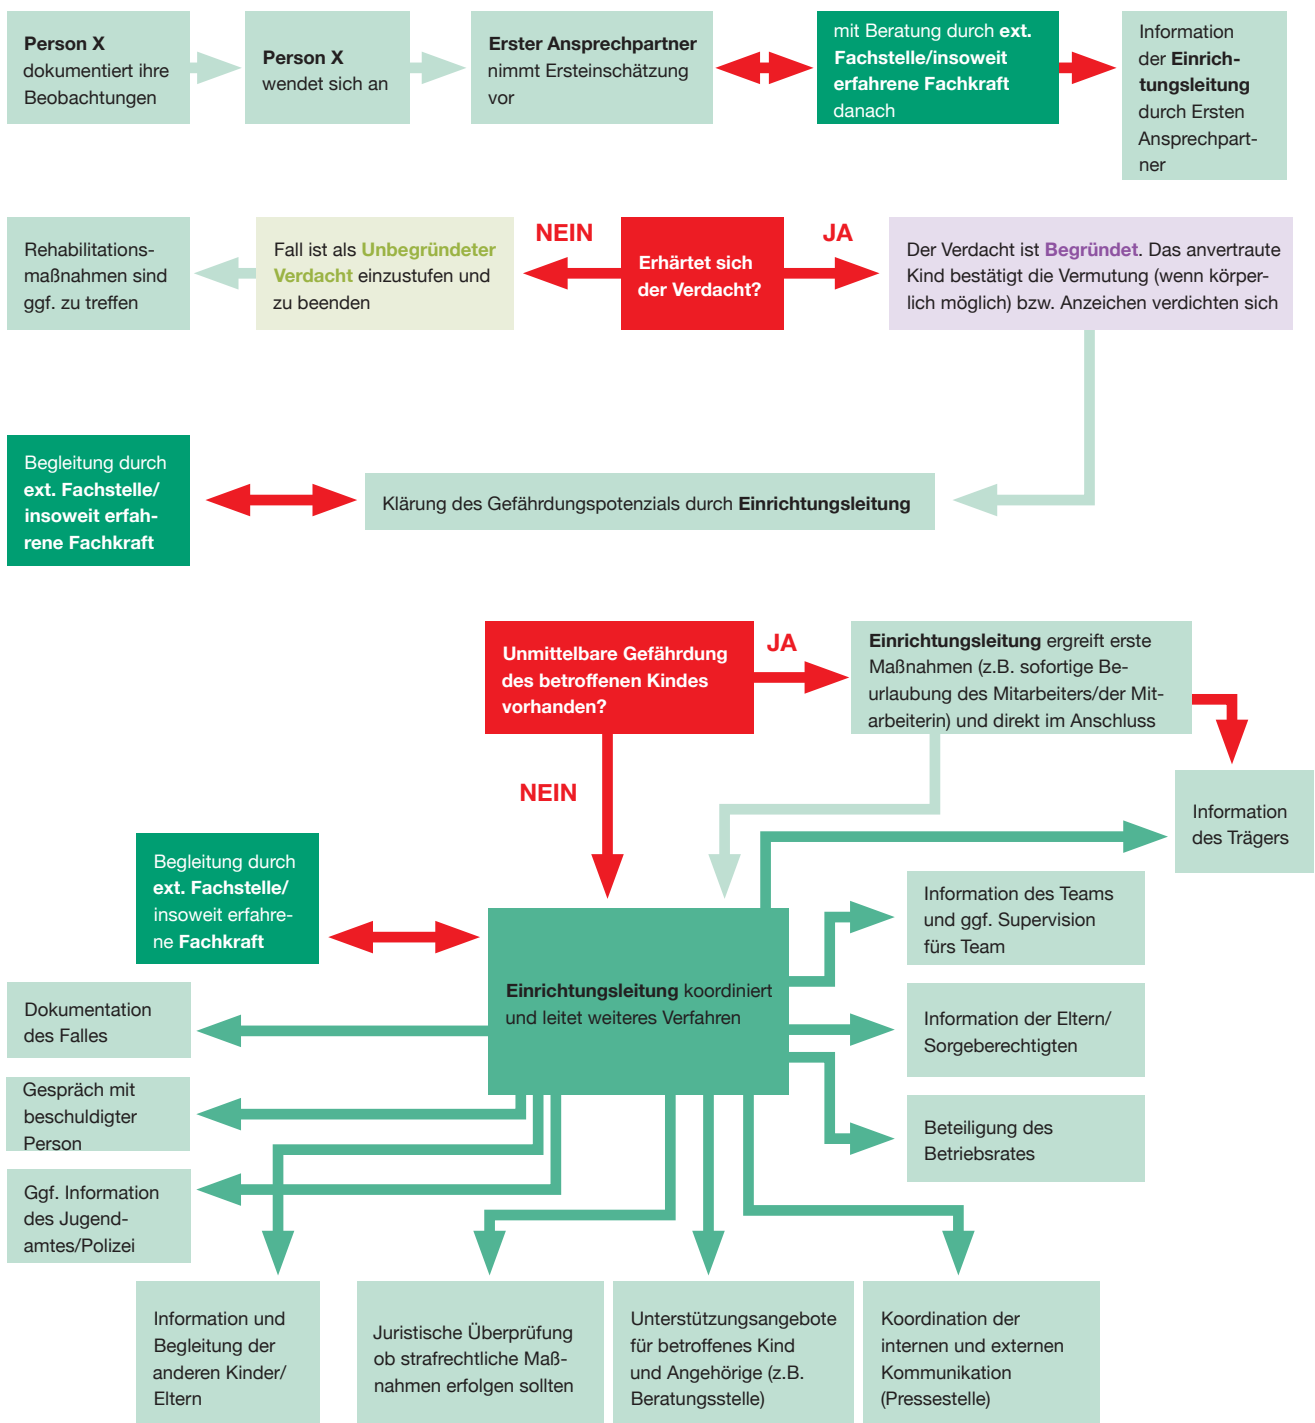 Person X
dokumentiert ihre
Beobachtungen
Person X
wendet sich an
Erster Ansprechpartner
nimmt Ersteinschätzung
vor
mit Beratung durch ext.
Fachstelle/insoweit
erfahrene Fachkraft
danach
Information
der Einrich-
tungsleitung
durch Ersten
Ansprechpart-
ner
Rehabilitations-
maßnahmen sind
ggf. zu treffen
Fall ist als Unbegründeter
Verdacht einzustufen und
zu beenden
NEIN
Erhärtet sich
der Verdacht?
JA
Der Verdacht ist Begründet. Das anvertraute
Kind bestätigt die Vermutung (wenn körper-
lich möglich) bzw. Anzeichen verdichten sich
Begleitung durch
ext. Fachstelle/
insoweit erfah-
rene Fachkraft
Klärung des Gefährdungspotenzials durch Einrichtungsleitung
Unmittelbare Gefährdung
des betroffenen Kindes
vorhanden?
JA
Einrichtungsleitung ergreift erste
Maßnahmen (z.B. sofortige Be-
urlaubung des Mitarbeiters/der Mit-
arbeiterin) und direkt im Anschluss
NEIN
Information
des Trägers
Begleitung durch
ext. Fachstelle/
insoweit erfahre-
ne Fachkraft
Einrichtungsleitung koordiniert
und leitet weiteres Verfahren
Information des Teams
und ggf. Supervision
fürs Team
Information der Eltern/
Sorgeberechtigten
Beteiligung des
Betriebsrates
Dokumentation
des Falles
Gespräch mit
beschuldigter
Person
Ggf. Information
des Jugend-
amtes/Polizei
Information und
Begleitung der
anderen Kinder/
Eltern
Juristische Überprüfung
ob strafrechtliche Maß-
nahmen erfolgen sollten
Unterstützungsangebote
für betroffenes Kind
und Angehörige (z.B.
Beratungsstelle)
Koordination der
internen und externen
Kommunikation
(Pressestelle)